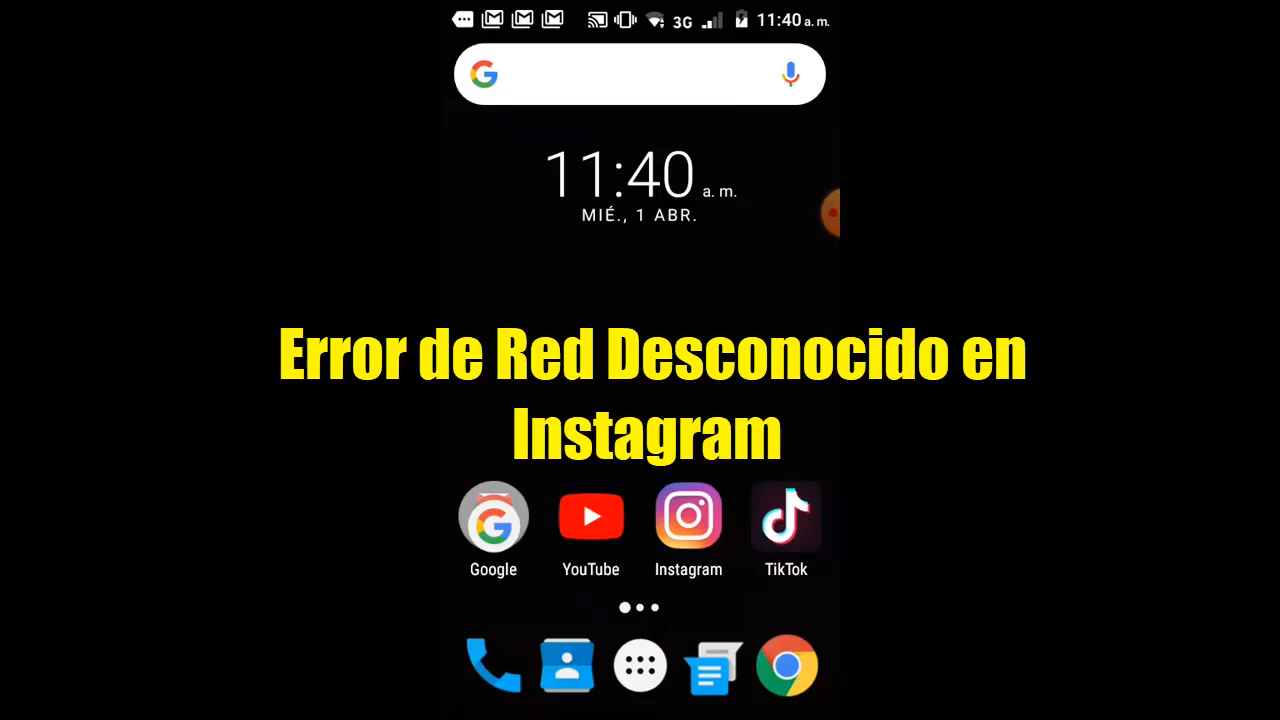 3G 11:40 a. m.
11:40 a. m.
MIÉ., 1 ABR.
Error de Red Desconocido en
Instagram
Google YouTube Instagram TikTok